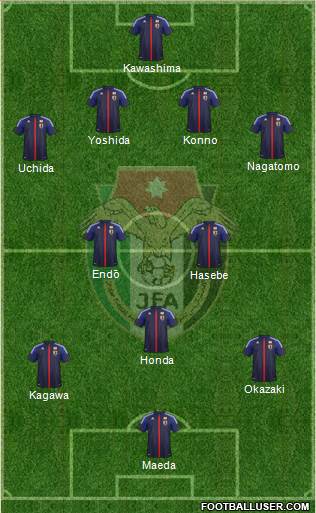 Kawashima
Yoshida
Konno
Uchida
Nagatomo
Endō
Hasebe
JFA
Honda
Kagawa
Okazaki
Maeda
FOOTBALLUSER.COM